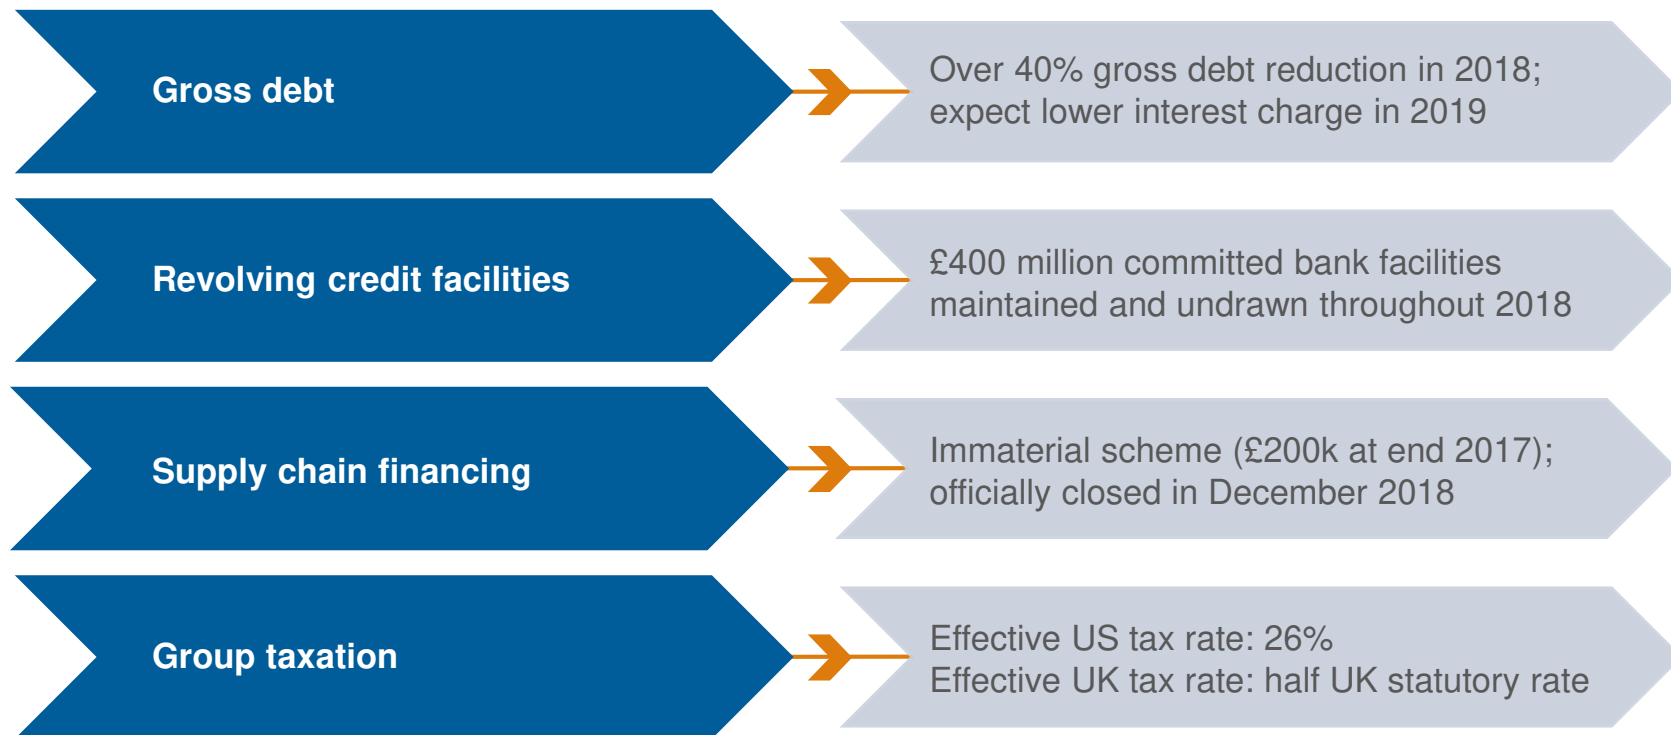 Gross debt
Over 40% gross debt reduction in 2018;
expect lower interest charge in 2019
Revolving credit facilities
£400 million committed bank facilities
maintained and undrawn throughout 2018
Supply chain financing
Immaterial scheme (£200k at end 2017);
officially closed in December 2018
Group taxation
Effective US tax rate: 26%
Effective UK tax rate: half UK statutory rate